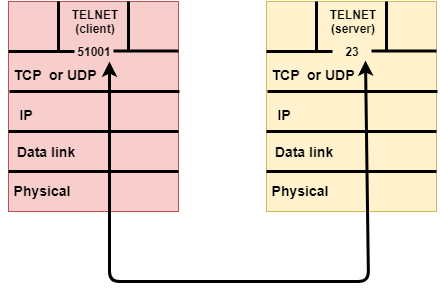 TELNET
(client)
51001
TCP or UDP
IP
Data link
Physical
TELNET
(server)
23
TCP or UDP
IP
Data link
Physical